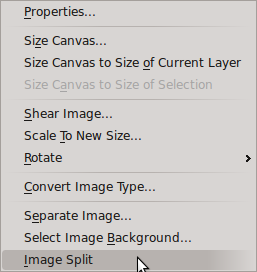 Properties...
Size Canvas...
Size Canvas to Size of Current Layer
Size Canvas to Size of Selection
Shear Image...
Scale To New Size...
Rotate
Convert Image Type...
Separate Image...
Select Image Background...
Image Split